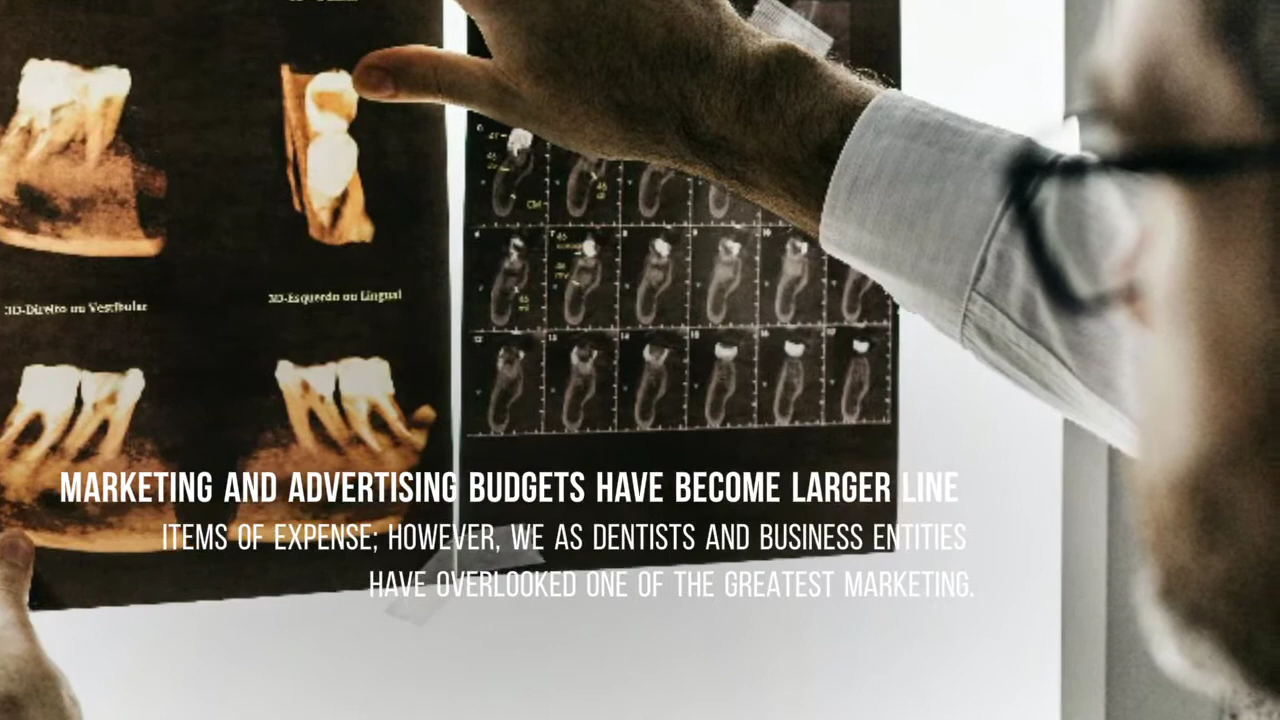 3D-Direito ou Vestibular
3D-Esquerdo ou Lingual
MARKETING AND ADVERTISING BUDGETS HAVE BECOME LARGER LINE
ITEMS OF EXPENSE; HOWEVER, WE AS DENTISTS AND BUSINESS ENTITIES
HAVE OVERLOOKED ONE OF THE GREATEST MARKETING.